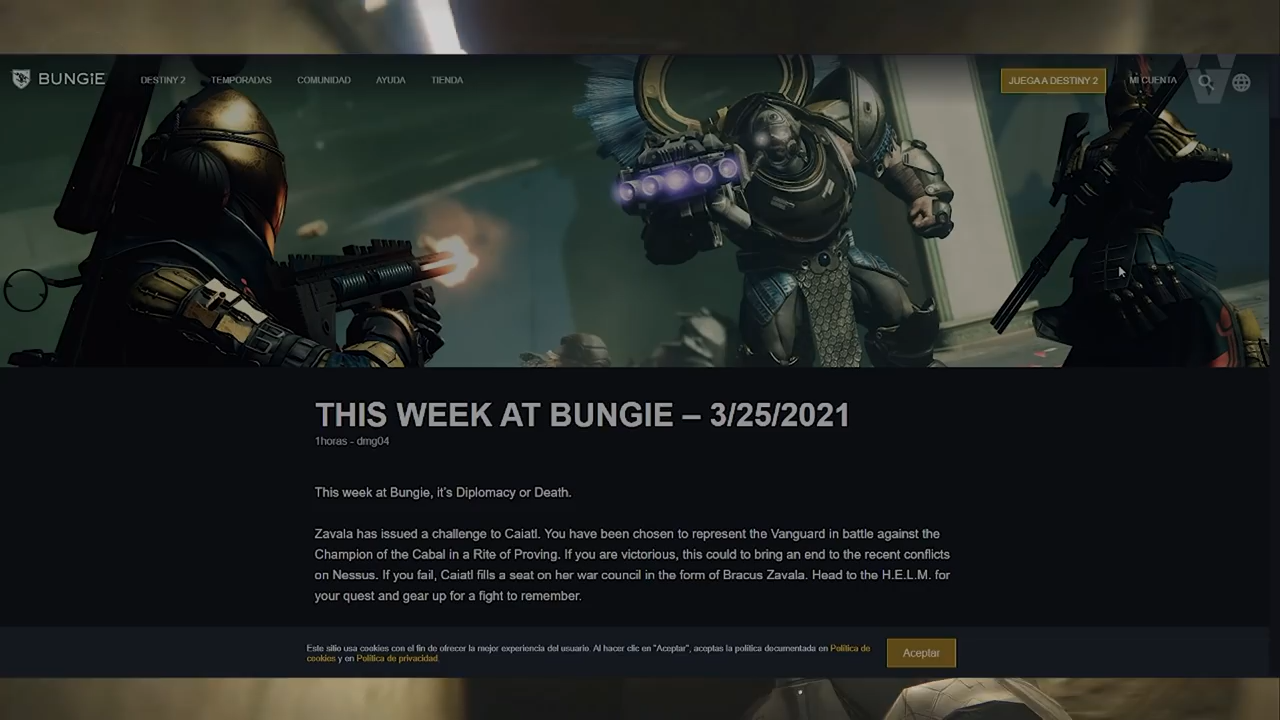 BUNGiE DESTINY 2 TEMPORADAS COMUNIDAD AYUDA TIENDA JUEGA A DESTINY 2 MI CUENTA
THIS WEEK AT BUNGIE – 3/25/2021
1horas - dmg04
This week at Bungie, it's Diplomacy or Death.
Zavala has issued a challenge to Caiatl. You have been chosen to represent the Vanguard in battle against the
Champion of the Cabal in a Rite of Proving. If you are victorious, this could to bring an end to the recent conflicts
on Nessus. If you fail, Caiatl fills a seat on her war council in the form of Bracus Zavala. Head to the H.E.L.M. for
your quest and gear up for a fight to remember.
Este sitio usa cookies con el fin de ofrecer la mejor experiencia del usuario. Al hacer clic en "Aceptar", aceptas la política documentada en Política de
cookies y en Política de privacidad.
Aceptar